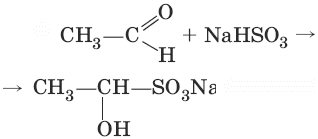 O
CH₃—C + NaHSO₃ →
H
→ CH₃—CH—SO₃Na
OH